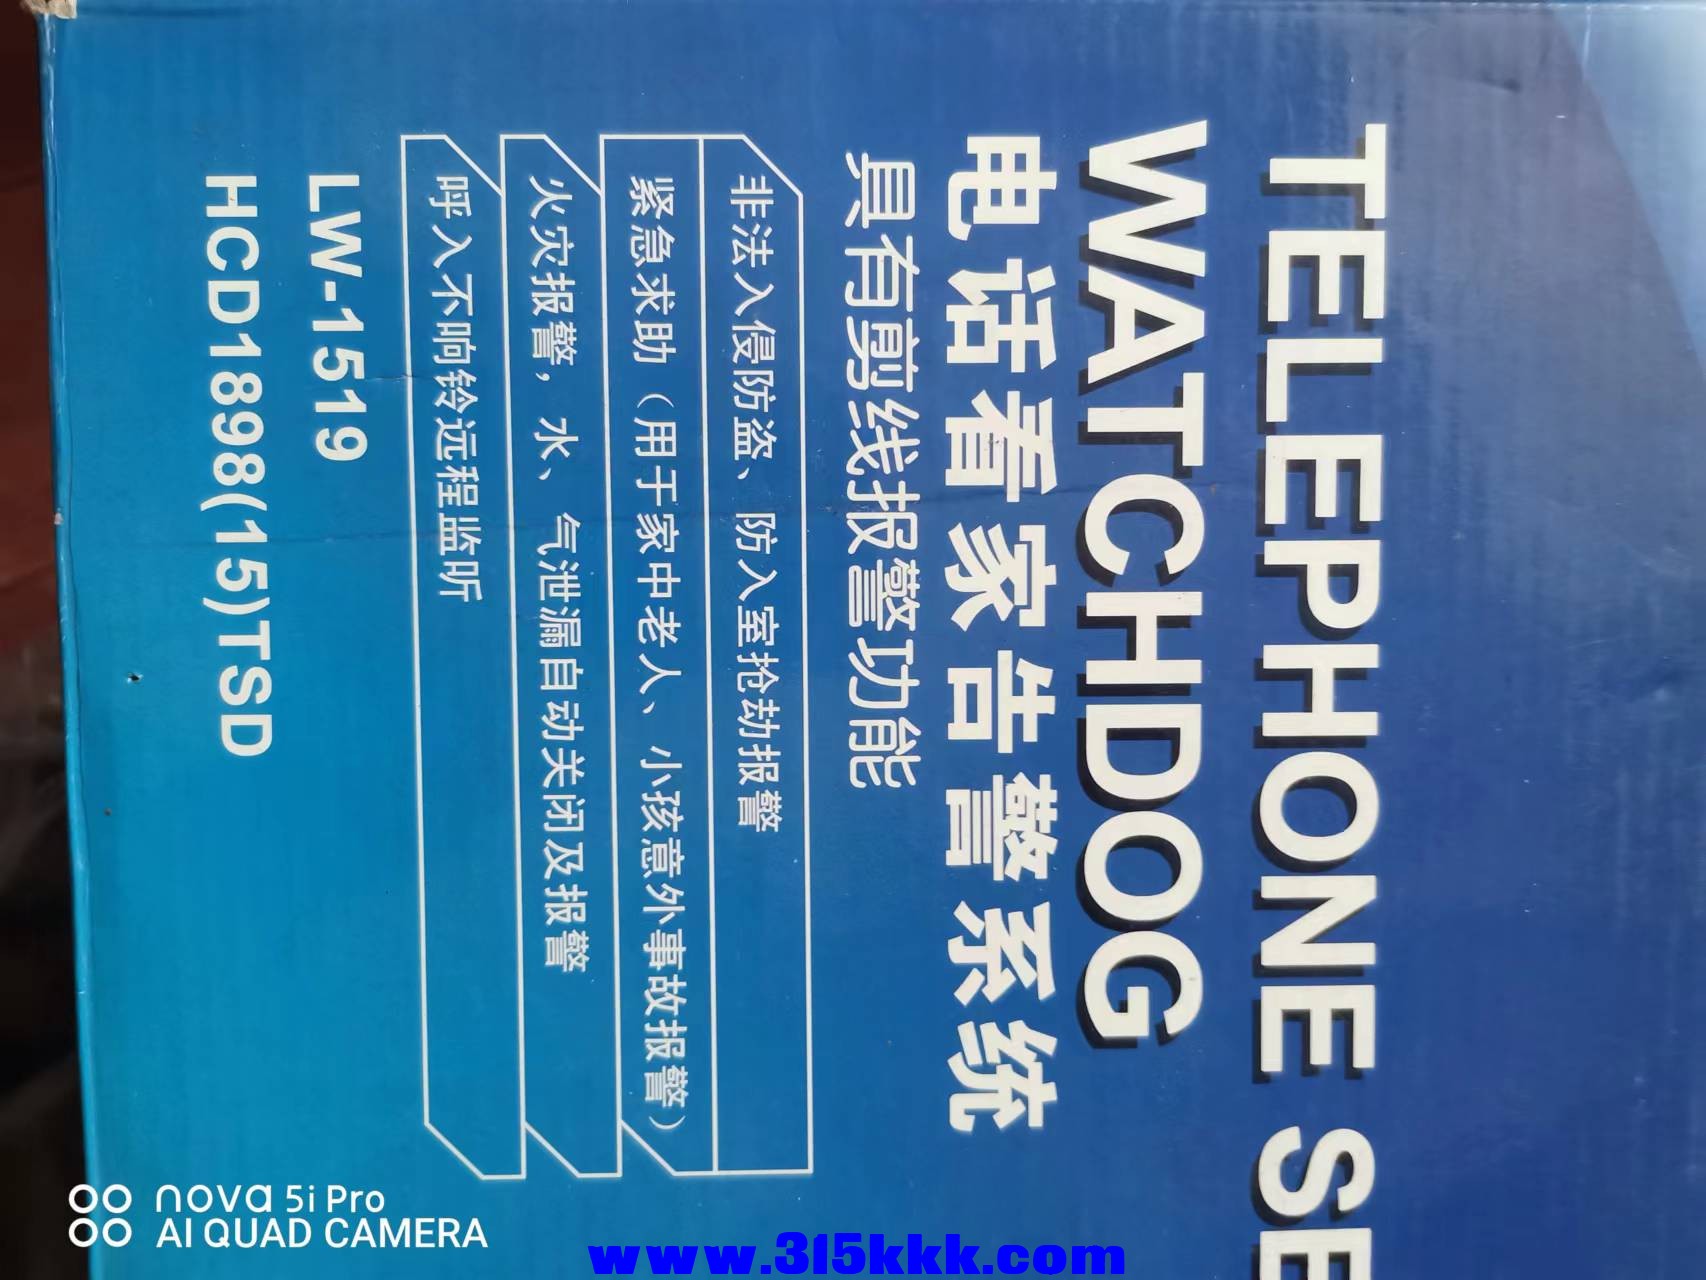 TELEPHONE SE
WATCHDOG
电话看家告警系统
具有剪线报警功能
非法入侵防盗、防入室抢劫报警
紧急求助（用于家中老人、小孩意外事故报警）
火灾报警，水、气泄漏自动关闭及报警
呼入不响铃远程监听
LW-1519
HCD1898(15)TSD
nova 5i Pro
AI QUAD CAMERA
www.315kkk.com